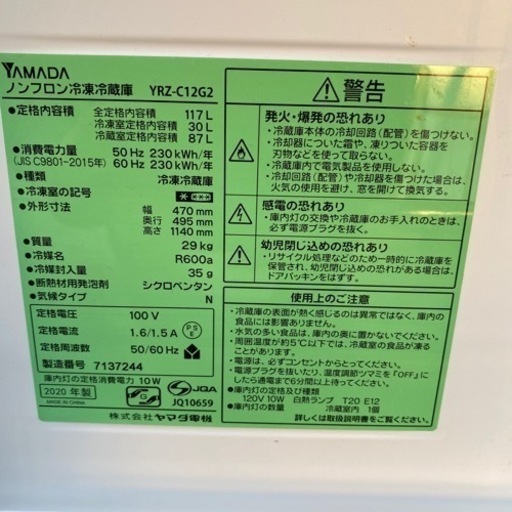 YAMADA
ノンフロン冷凍冷蔵庫 YRZ-C12G2
●定格内容積 全定格内容積 117 L
冷凍室定格内容積 30 L
冷蔵室定格内容積 87 L
●消費電力量 50 Hz 230 kWh/年
(JIS C9801-2015年) 60 Hz 230 kWh/年
●種類 冷凍冷蔵庫
●冷凍室の記号
●外形寸法 幅 470 mm
奥行 495 mm
高さ 1140 mm
●質量 29 kg
●冷媒名 R600a
●冷媒封入量 35 g
●断熱材用発泡剤 シクロペンタン
●気候タイプ N
定格電圧 100 V
定格電流 1.6/1.5 A
定格周波数 50/60 Hz
PSE
製造番号 7137244
庫内灯の定格消費電力 10W
2020 年製
MADE IN CHINA
G
JQA
JQ10659
株式会社ヤマダ電機
警告
発火・爆発の恐れあり
・冷蔵庫本体の冷却回路(配管)を傷つけない。
・冷却器についた霜や、凍りついた容器を
刃物などを使って取らない。
・冷蔵庫内で電気製品を使用しない。
・冷却回路(配管)や冷却器を傷つけた場合は、
火気の使用を避け、窓を開けて換気する。
感電の恐れあり
・庫内灯の交換や冷蔵庫のお手入れのときは、
必ず電源プラグを抜く。
幼児閉じ込めの恐れあり
・リサイクル処理などのため一時的に冷蔵庫を
保管され、幼児閉じ込めの恐れがある場合は、
ドアパッキンをはずす。
使用上のご注意
・冷蔵庫の表面が熱く感じるのは異常ではなく、庫内の
食品には影響ありません。
・水気の多い食品は、庫内の奥に置かないでください。
・周囲温度が約5℃以下では、冷蔵室の食品が凍る
ことがあります。
・電源は、必ずコンセントからとってください。
・電源プラグを抜いたり、温度調節ツマミを「OFF」に
したら通電まで6分間以上待ってください。
●庫内灯の定格及び種類
120V 10W 白熱ランプ T20 E12
●庫内灯の数量 冷蔵室内 1個
詳しくは取扱説明書をご覧ください